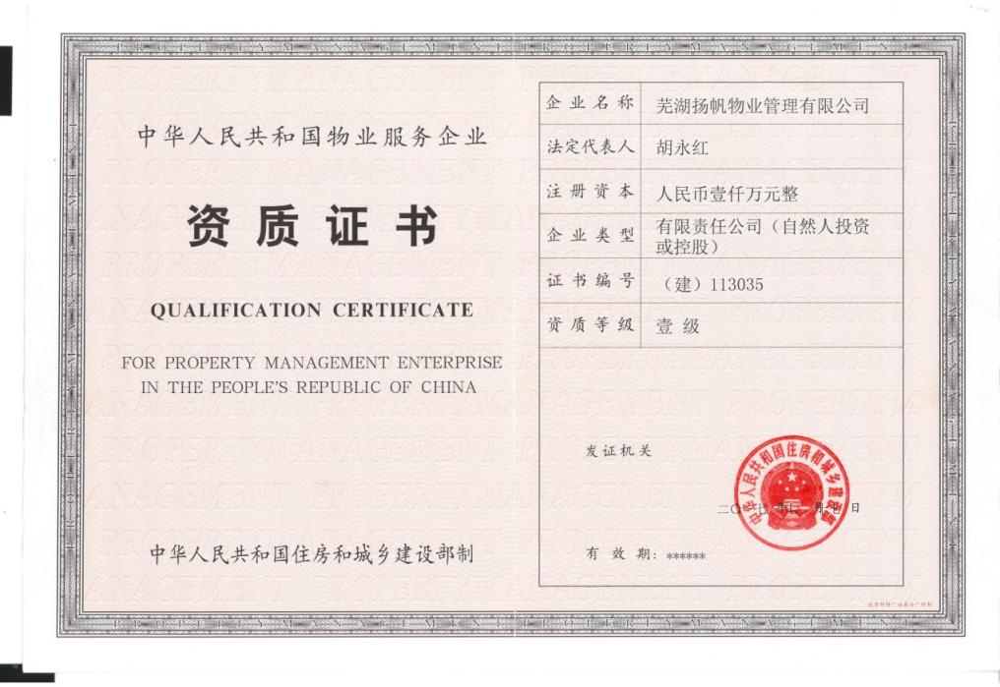 中华人民共和国物业服务企业
资质证书
QUALIFICATION CERTIFICATE
FOR PROPERTY MANAGEMENT ENTERPRISE
IN THE PEOPLE'S REPUBLIC OF CHINA
中华人民共和国住房和城乡建设部制
企业名称 芜湖扬帆物业管理有限公司
法定代表人 胡永红
注册资本 人民币壹仟万元整
企业类型 有限责任公司（自然人投资
或控股）
证书编号 （建）113035
资质等级 壹级
发证机关
中华人民共和国住房和城乡建设部
二〇 七 月 日
有效期：******